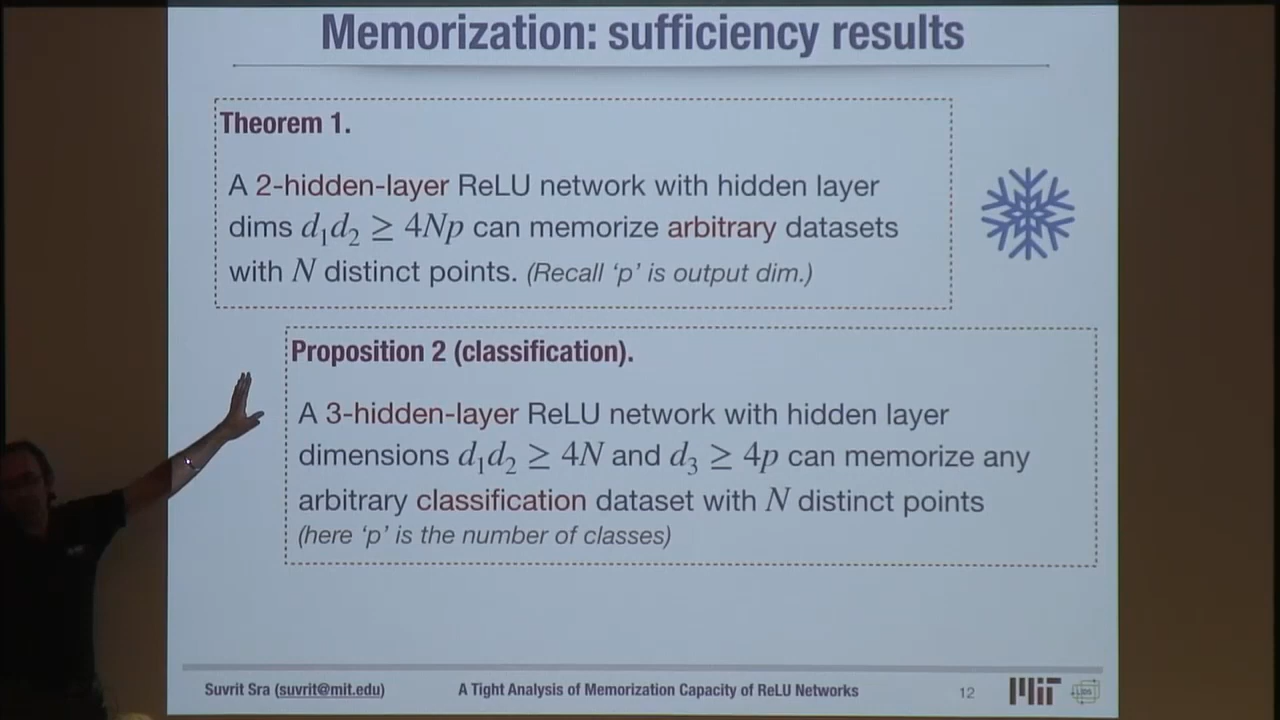 Memorization: sufficiency results
Theorem 1.
A 2-hidden-layer ReLU network with hidden layer
dims d₁d₂ ≥ 4Np can memorize arbitrary datasets
with N distinct points. (Recall ‘p’ is output dim.)
Proposition 2 (classification).
A 3-hidden-layer ReLU network with hidden layer
dimensions d₁d₂ ≥ 4N and d₃ ≥ 4p can memorize any
arbitrary classification dataset with N distinct points
(here ‘p’ is the number of classes)
Suvrit Sra (suvrit@mit.edu) A Tight Analysis of Memorization Capacity of ReLU Networks 12 MIT